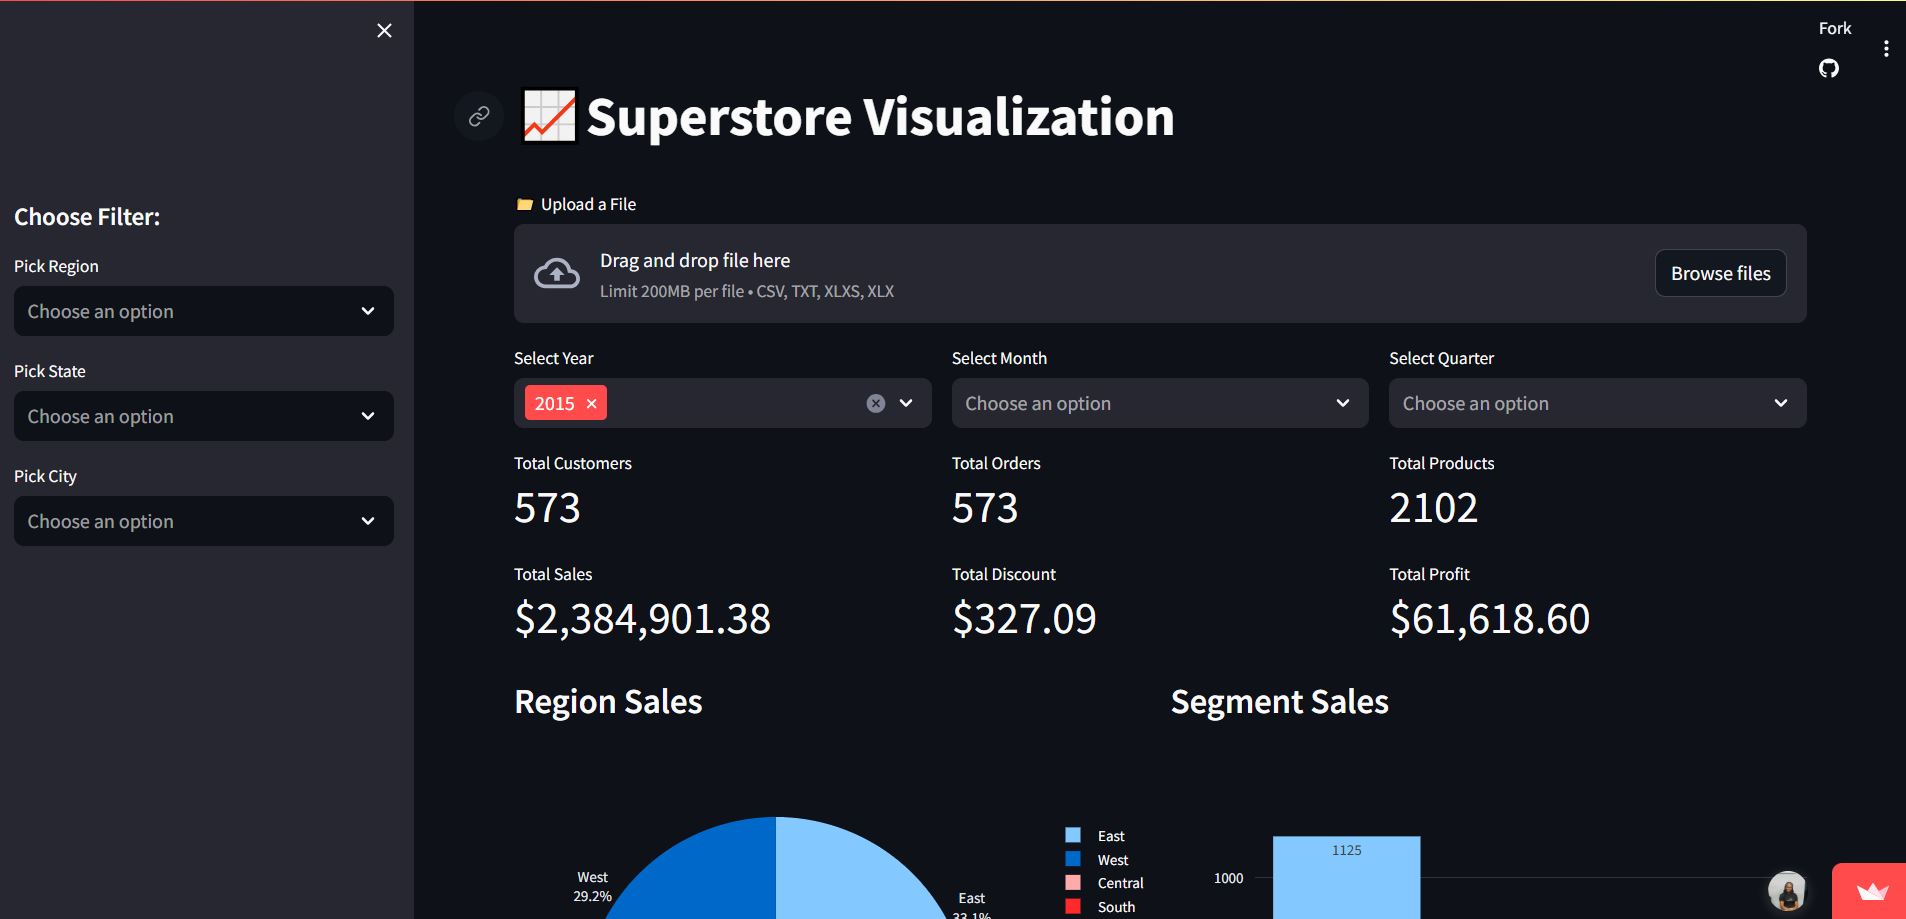 Fork
Superstore Visualization
Choose Filter:
Pick Region
Choose an option
Pick State
Choose an option
Pick City
Choose an option
Upload a File
Drag and drop file here
Limit 200MB per file • CSV, TXT, XLXS, XLX
Browse files
Select Year
2015
Select Month
Choose an option
Select Quarter
Choose an option
Total Customers
573
Total Orders
573
Total Products
2102
Total Sales
$2,384,901.38
Total Discount
$327.09
Total Profit
$61,618.60
Region Sales
West
29.2%
East
33.1%
East
West
Central
South
Segment Sales
1125
1000